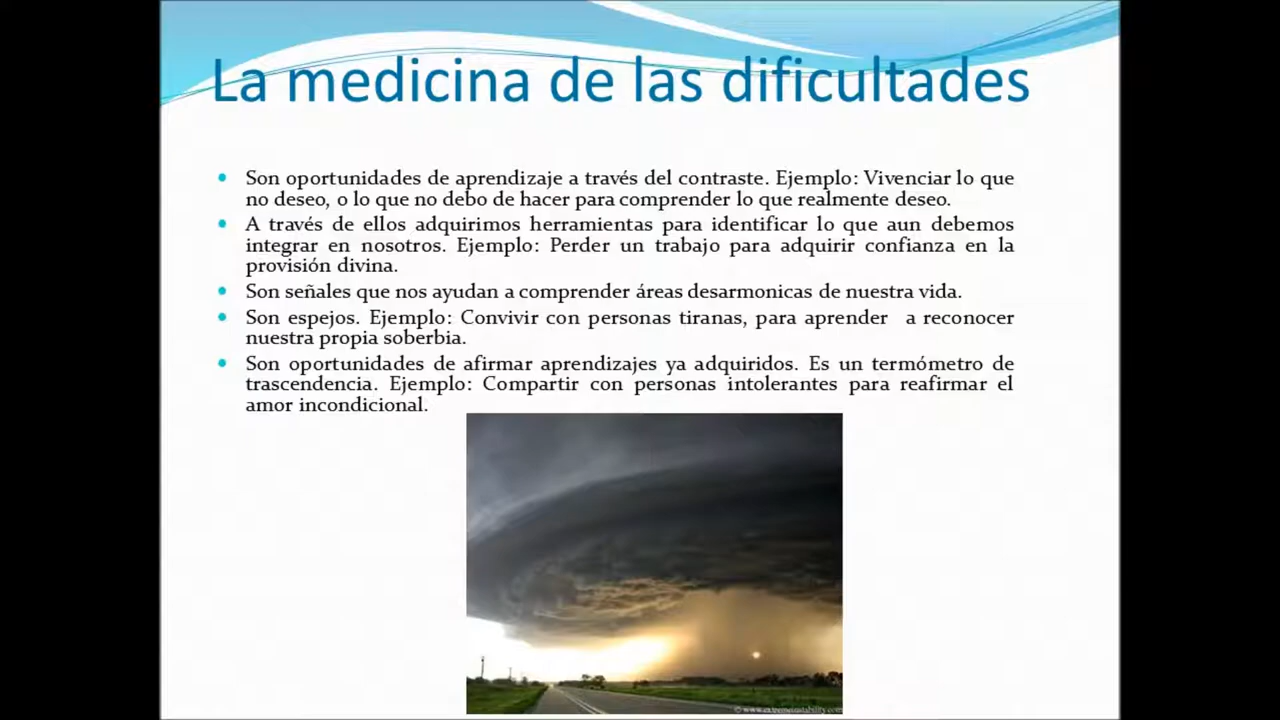 La medicina de las dificultades
Son oportunidades de aprendizaje a través del contraste. Ejemplo: Vivenciar lo que
no deseo, o lo que no debo de hacer para comprender lo que realmente deseo.
A través de ellos adquirimos herramientas para identificar lo que aun debemos
integrar en nosotros. Ejemplo: Perder un trabajo para adquirir confianza en la
provisión divina.
Son señales que nos ayudan a comprender áreas desarmonicas de nuestra vida.
Son espejos. Ejemplo: Convivir con personas tiranas, para aprender a reconocer
nuestra propia soberbia.
Son oportunidades de afirmar aprendizajes ya adquiridos. Es un termómetro de
trascendencia. Ejemplo: Compartir con personas intolerantes para reafirmar el
amor incondicional.
© www.extremeinstability.com